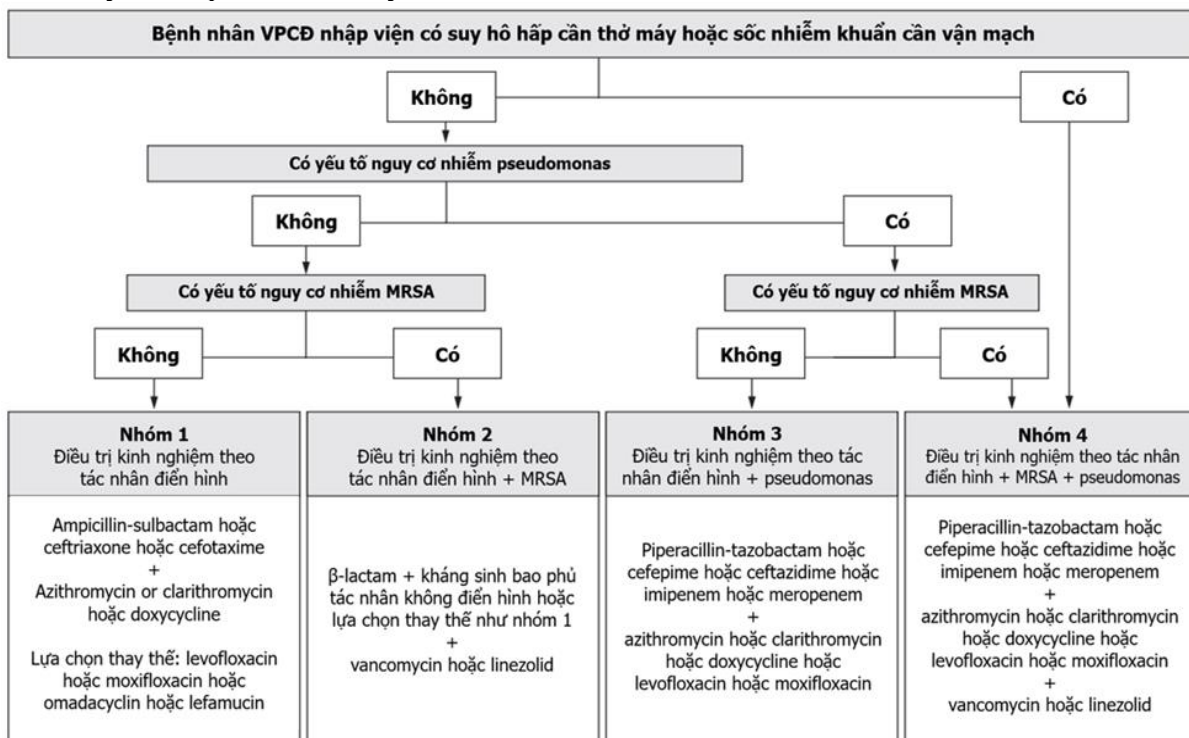 Bệnh nhân VPCĐ nhập viện có suy hô hấp cần thở máy hoặc sốc nhiễm khuẩn cần vận mạch
Không
Có
Có yếu tố nguy cơ nhiễm pseudomonas
Không
Có
Có yếu tố nguy cơ nhiễm MRSA
Có yếu tố nguy cơ nhiễm MRSA
Không
Có
Không
Có
Nhóm 1
Điều trị kinh nghiệm theo
tác nhân điển hình
Ampicillin-sulbactam hoặc
ceftriaxone hoặc cefotaxime
+
Azithromycin or clarithromycin
hoặc doxycycline
Lựa chọn thay thế: levofloxacin
hoặc moxifloxacin hoặc
omadacyclin hoặc lefamucin
Nhóm 2
Điều trị kinh nghiệm theo
tác nhân điển hình + MRSA
β-lactam + kháng sinh bao phủ
tác nhân không điển hình hoặc
lựa chọn thay thế như nhóm 1
+
vancomycin hoặc linezolid
Nhóm 3
Điều trị kinh nghiệm theo tác
nhân điển hình + pseudomonas
Piperacillin-tazobactam hoặc
cefepime hoặc ceftazidime hoặc
imipenem hoặc meropenem
+
azithromycin hoặc clarithromycin
hoặc doxycycline hoặc
levofloxacin hoặc moxifloxacin
Nhóm 4
Điều trị kinh nghiệm theo tác nhân
điển hình + MRSA + pseudomonas
Piperacillin-tazobactam hoặc
cefepime hoặc ceftazidime hoặc
imipenem hoặc meropenem
+
azithromycin hoặc clarithromycin
hoặc doxycycline hoặc
levofloxacin hoặc moxifloxacin
+
vancomycin hoặc linezolid